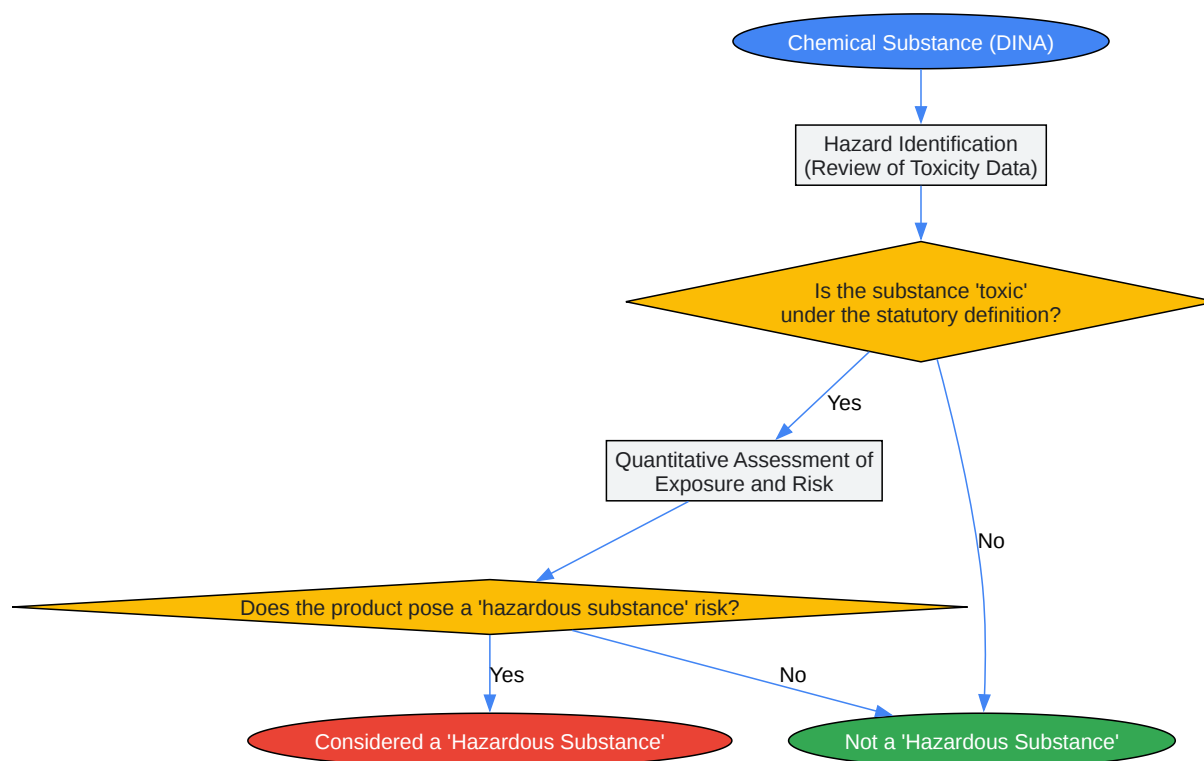 Chemical Substance (DINA)
Hazard Identification
(Review of Toxicity Data)
Is the substance 'toxic'
under the statutory definition?
Yes
Quantitative Assessment of
Exposure and Risk
No
Does the product pose a 'hazardous substance' risk?
Yes
No
Considered a 'Hazardous Substance'
Not a 'Hazardous Substance'